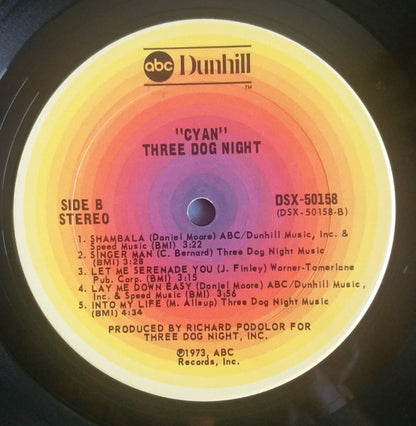 abc Dunhill
TM
"CYAN"
THREE DOG NIGHT
SIDE B
STEREO
DSX-50158
(DSX-50158-B)
1. SHAMBALA (Daniel Moore) ABC/Dunhill Music, Inc. &
Speed Music (BMI) 3:22
2. SINGER MAN (C. Bernard) Three Dog Night Music
(BMI) 3:28
3. LET ME SERENADE YOU (J. Finley) Warner-Tamerlane
Pub. Corp. (BMI) 3:15
4. LAY ME DOWN EASY (Daniel Moore) ABC/Dunhill Music,
Inc. & Speed Music (BMI) 3:56
5. INTO MY LIFE (M. Allsup) Three Dog Night Music
(BMI) 4:34
PRODUCED BY RICHARD PODOLOR FOR
THREE DOG NIGHT, INC.
℗1973, ABC
Records, Inc.